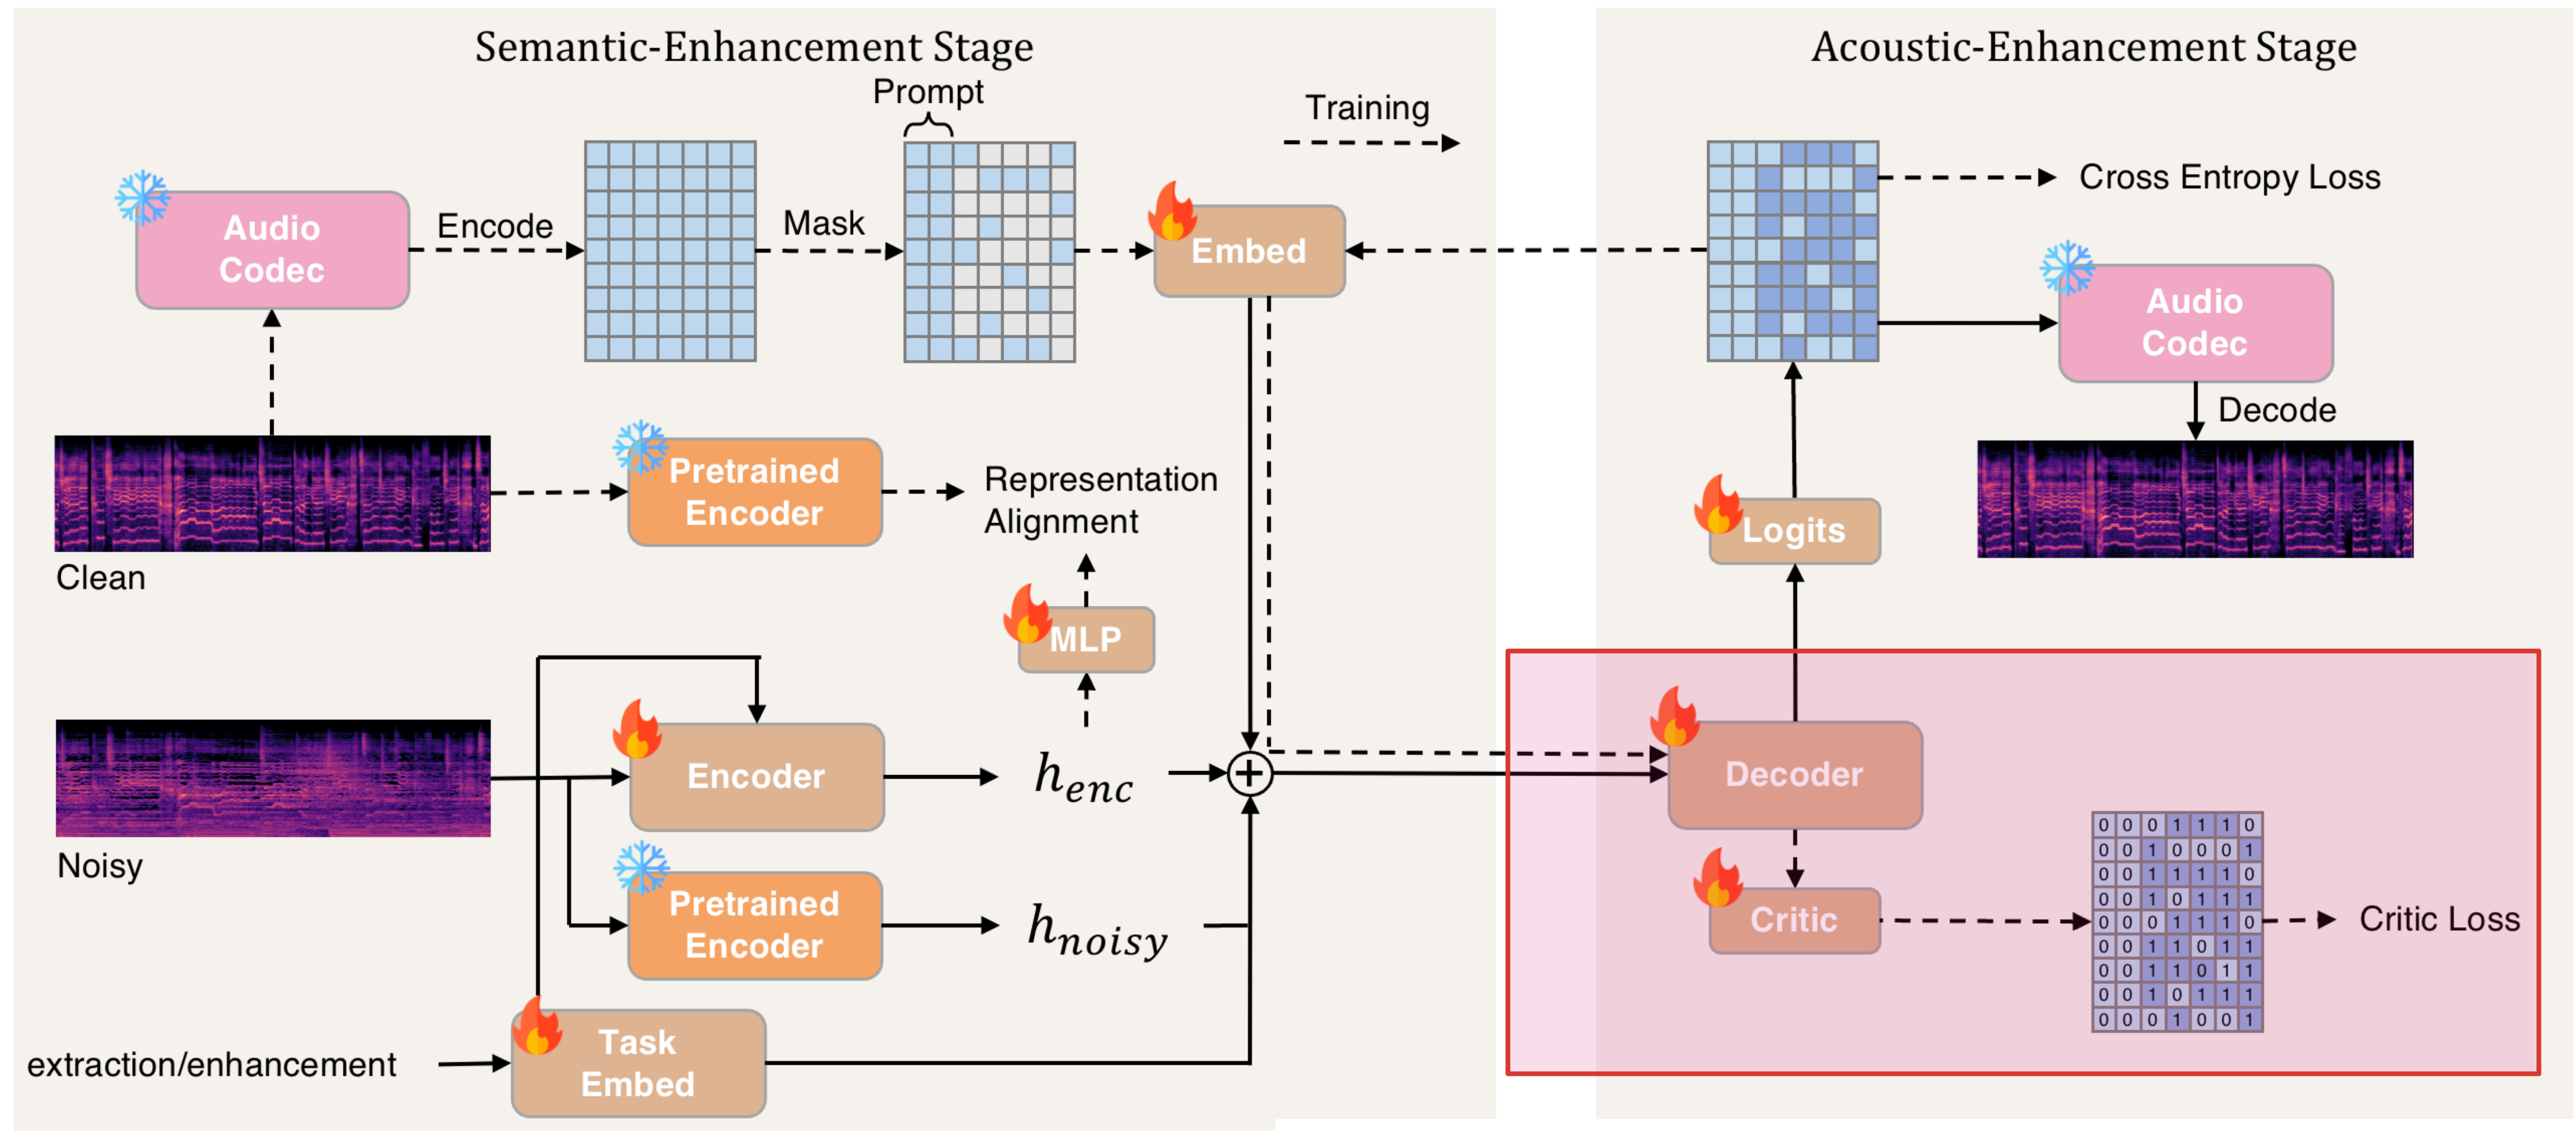 Semantic-Enhancement Stage
Acoustic-Enhancement Stage
Prompt
Training
Audio
Codec
Encode
Mask
Embed
Cross Entropy Loss
Audio
Codec
Decode
Clean
Pretrained
Encoder
Representation
Alignment
MLP
Logits
Noisy
Encoder
h_enc
+
Decoder
Pretrained
Encoder
h_noisy
Critic
0 0 0 1 1 1 0
0 0 1 0 0 0 1
0 0 1 1 1 1 0
0 0 1 0 1 1 1
0 0 0 1 1 1 0
0 0 1 1 0 1 1
0 0 1 1 0 1 1
0 0 1 0 1 1 1
0 0 0 1 0 0 1
Critic Loss
extraction/enhancement
Task
Embed